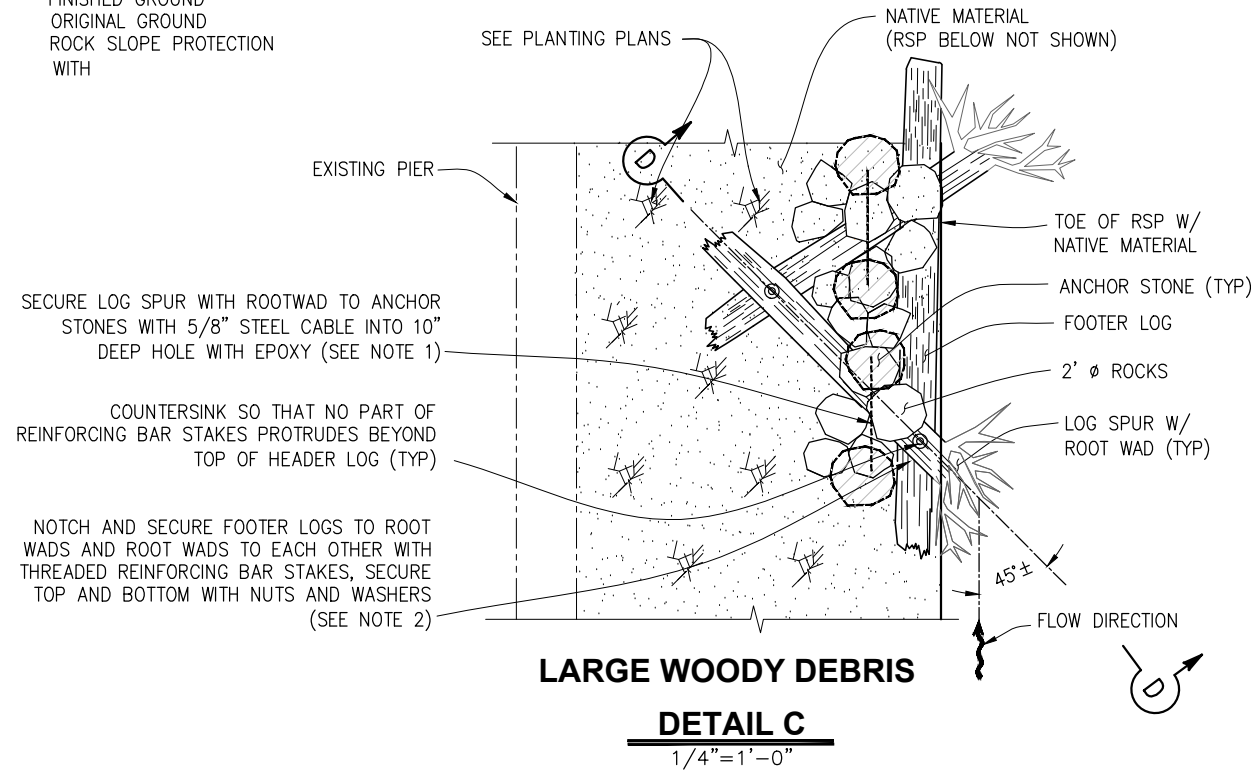 FINISHED GROUND
ORIGINAL GROUND
ROCK SLOPE PROTECTION
WITH
SEE PLANTING PLANS
NATIVE MATERIAL
(RSP BELOW NOT SHOWN)
D
EXISTING PIER
TOE OF RSP W/
NATIVE MATERIAL
ANCHOR STONE (TYP)
FOOTER LOG
2' ø ROCKS
LOG SPUR W/
ROOT WAD (TYP)
SECURE LOG SPUR WITH ROOTWAD TO ANCHOR
STONES WITH 5/8" STEEL CABLE INTO 10"
DEEP HOLE WITH EPOXY (SEE NOTE 1)
COUNTERSINK SO THAT NO PART OF
REINFORCING BAR STAKES PROTRUDES BEYOND
TOP OF HEADER LOG (TYP)
NOTCH AND SECURE FOOTER LOGS TO ROOT
WADS AND ROOT WADS TO EACH OTHER WITH
THREADED REINFORCING BAR STAKES, SECURE
TOP AND BOTTOM WITH NUTS AND WASHERS
(SEE NOTE 2)
45°±
FLOW DIRECTION
D
LARGE WOODY DEBRIS
DETAIL C
1/4"=1'-0"